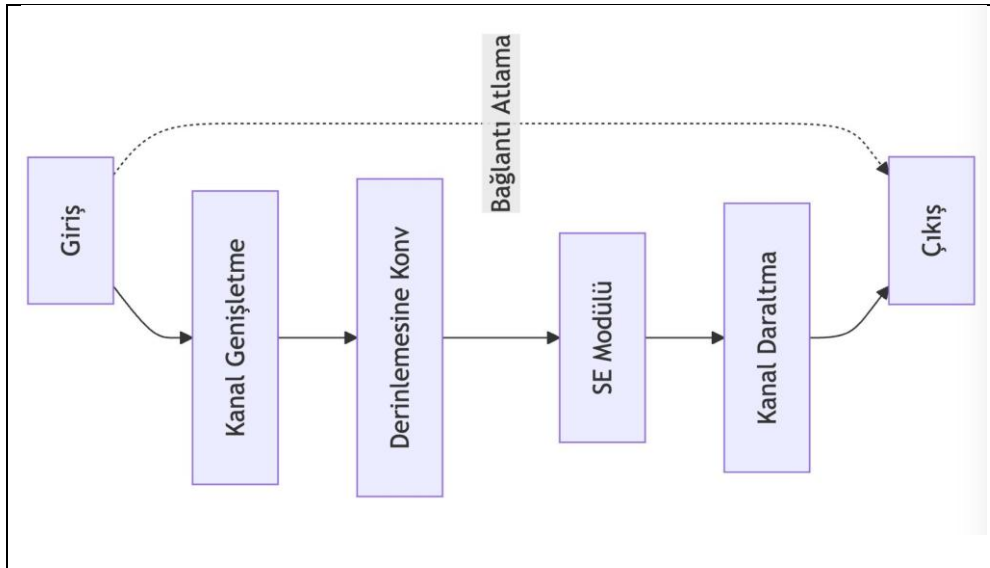 Bağlantı Atlama
Giriş
Kanal Genişletme
Derinlemesine Konv
SE Modülü
Kanal Daraltma
Çıkış